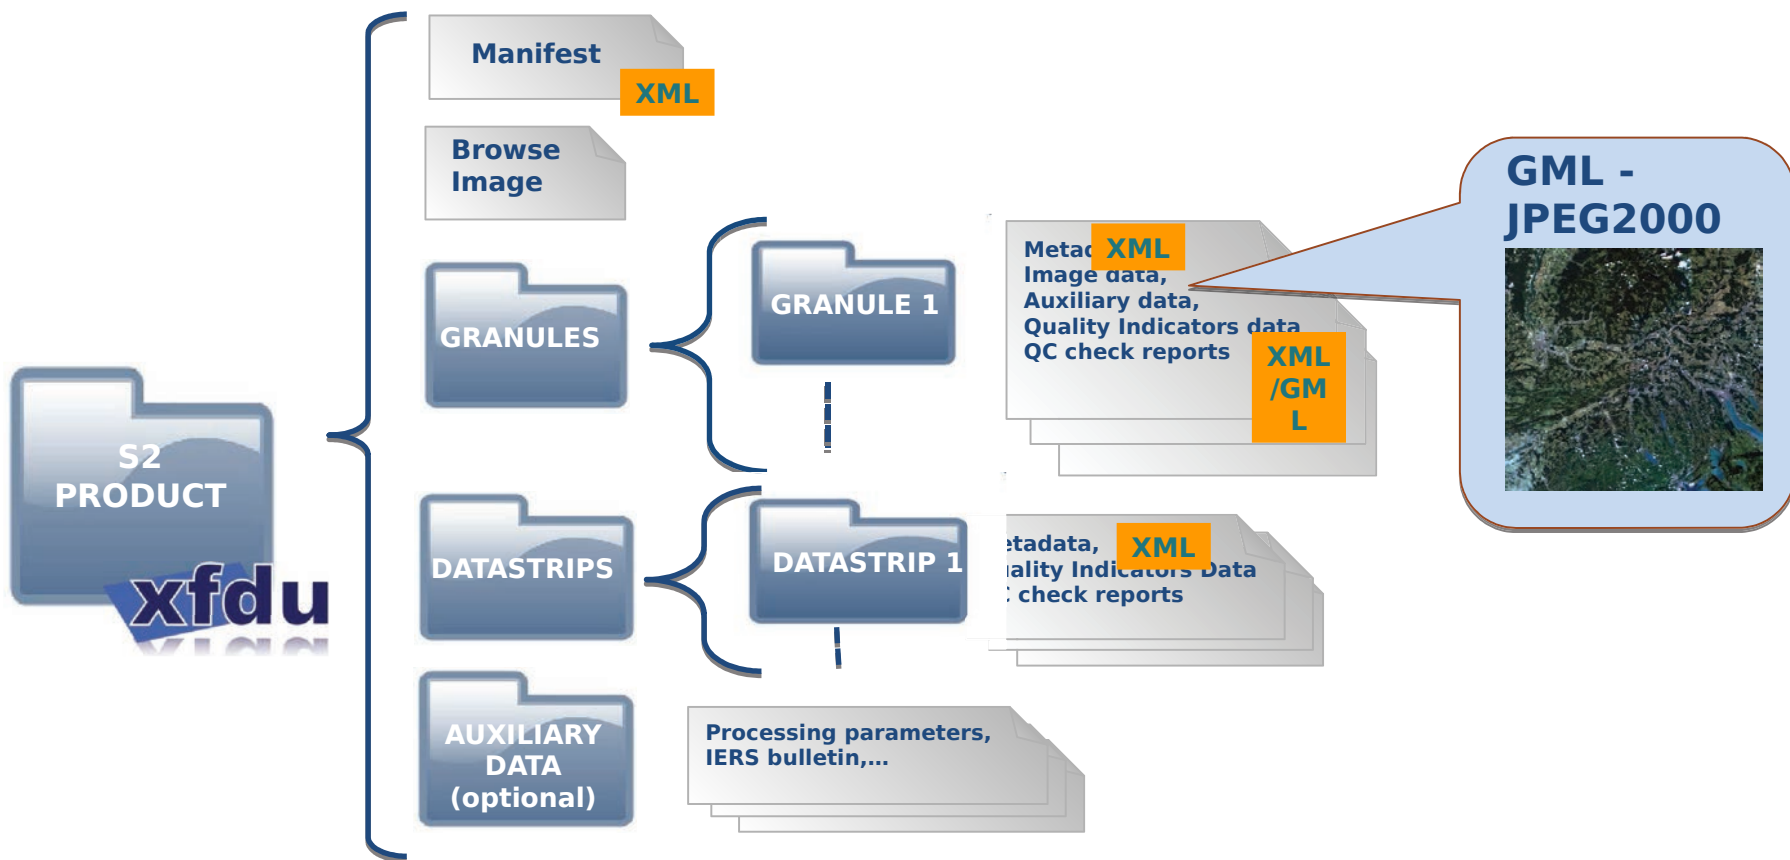 Manifest
XML
Browse
Image
GRANULES
GRANULE 1
XML
Image data,
Auxiliary data,
Quality Indicators data
QC check reports
XML
/GM
L
GML -
JPEG2000
S2
PRODUCT
xfdu
DATASTRIPS
DATASTRIP 1
etadata,
XML
Indicators Data
check reports
AUXILIARY
DATA
(optional)
Processing parameters,
IERS bulletin,...